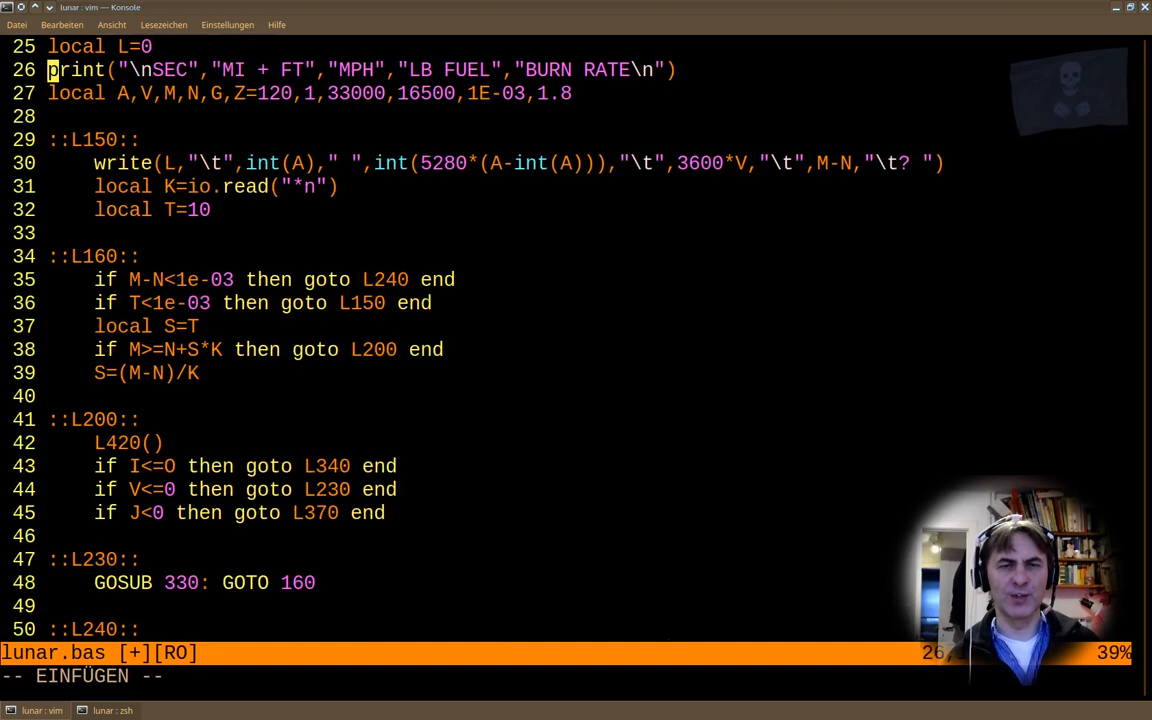 lunar : vim — Konsole
Datei Bearbeiten Ansicht Lesezeichen Einstellungen Hilfe
25 local L=0
26 print("\nSEC","MI + FT","MPH","LB FUEL","BURN RATE\n")
27 local A,V,M,N,G,Z=120,1,33000,16500,1E-03,1.8
28
29 ::L150::
30     write(L,"\t",int(A)," ",int(5280*(A-int(A))),"\t",3600*V,"\t",M-N,"\t? ")
31     local K=io.read("*n")
32     local T=10
33
34 ::L160::
35     if M-N<1e-03 then goto L240 end
36     if T<1e-03 then goto L150 end
37     local S=T
38     if M>=N+S*K then goto L200 end
39     S=(M-N)/K
40
41 ::L200::
42     L420()
43     if I<=O then goto L340 end
44     if V<=0 then goto L230 end
45     if J<0 then goto L370 end
46
47 ::L230::
48     GOSUB 330: GOTO 160
49
50 ::L240::
lunar.bas [+][RO] 26, 39%
-- EINFÜGEN --
lunar : vim lunar : zsh